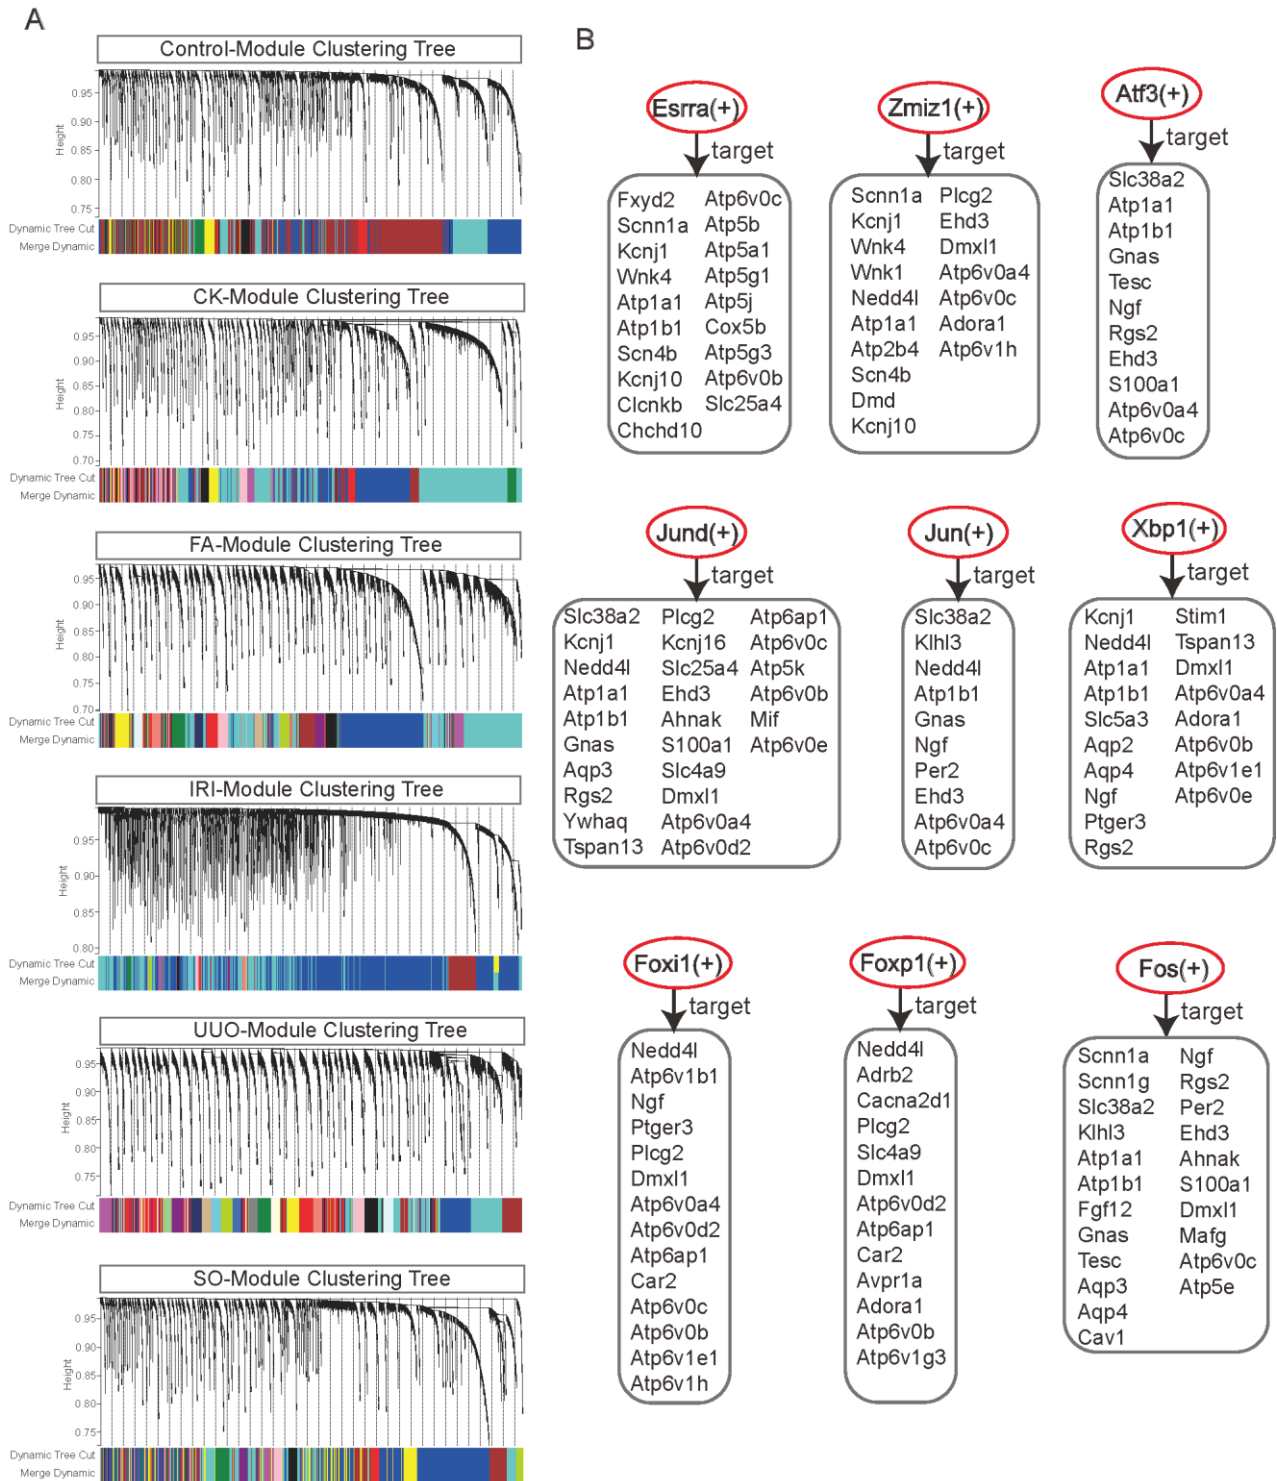 A
Control-Module Clustering Tree
0.95
0.90
0.85
0.80
0.75
Height
Dynamic Tree Cut
Merge Dynamic
CK-Module Clustering Tree
0.95
0.90
0.85
0.80
0.75
0.70
Height
Dynamic Tree Cut
Merge Dynamic
FA-Module Clustering Tree
0.95
0.90
0.85
0.80
0.75
0.70
Height
Dynamic Tree Cut
Merge Dynamic
IRI-Module Clustering Tree
0.95
0.90
0.85
0.80
Height
Dynamic Tree Cut
Merge Dynamic
UUO-Module Clustering Tree
0.95
0.90
0.85
0.80
0.75
Height
Dynamic Tree Cut
Merge Dynamic
SO-Module Clustering Tree
0.95
0.90
0.85
0.80
0.75
Height
Dynamic Tree Cut
Merge Dynamic
B
Esrra(+)
target
Fxyd2
Scnn1a
Kcnj1
Wnk4
Atp1a1
Atp1b1
Scn4b
Kcnj10
Clcnkb
Chchd10
Atp6v0c
Atp5b
Atp5a1
Atp5g1
Atp5j
Cox5b
Atp5g3
Atp6v0b
Slc25a4
Zmiz1(+)
target
Scnn1a
Kcnj1
Wnk4
Wnk1
Nedd4l
Atp1a1
Atp2b4
Scn4b
Dmd
Kcnj10
Plcg2
Ehd3
Dmxl1
Atp6v0a4
Atp6v0c
Adora1
Atp6v1h
Atf3(+)
target
Slc38a2
Atp1a1
Atp1b1
Gnas
Tesc
Ngf
Rgs2
Ehd3
S100a1
Atp6v0a4
Atp6v0c
Jund(+)
target
Slc38a2
Kcnj1
Nedd4l
Atp1a1
Atp1b1
Gnas
Aqp3
Rgs2
Ywhaq
Tspan13
Plcg2
Kcnj16
Slc25a4
Ehd3
Ahnak
S100a1
Slc4a9
Dmxl1
Atp6v0a4
Atp6v0d2
Atp6ap1
Atp6v0c
Atp5k
Atp6v0b
Mif
Atp6v0e
Jun(+)
target
Slc38a2
Klhl3
Nedd4l
Atp1b1
Gnas
Ngf
Per2
Ehd3
Atp6v0a4
Atp6v0c
Xbp1(+)
target
Kcnj1
Nedd4l
Atp1a1
Atp1b1
Slc5a3
Aqp2
Aqp4
Ngf
Ptger3
Rgs2
Stim1
Tspan13
Dmxl1
Atp6v0a4
Adora1
Atp6v0b
Atp6v1e1
Atp6v0e
Foxi1(+)
target
Nedd4l
Atp6v1b1
Ngf
Ptger3
Plcg2
Dmxl1
Atp6v0a4
Atp6v0d2
Atp6ap1
Car2
Atp6v0c
Atp6v0b
Atp6v1e1
Atp6v1h
Foxp1(+)
target
Nedd4l
Adrb2
Cacna2d1
Plcg2
Slc4a9
Dmxl1
Atp6v0d2
Atp6ap1
Car2
Avpr1a
Adora1
Atp6v0b
Atp6v1g3
Fos(+)
target
Scnn1a
Scnn1g
Slc38a2
Klhl3
Atp1a1
Atp1b1
Fgf12
Gnas
Tesc
Aqp3
Aqp4
Cav1
Ngf
Rgs2
Per2
Ehd3
Ahnak
S100a1
Dmxl1
Mafg
Atp6v0c
Atp5e